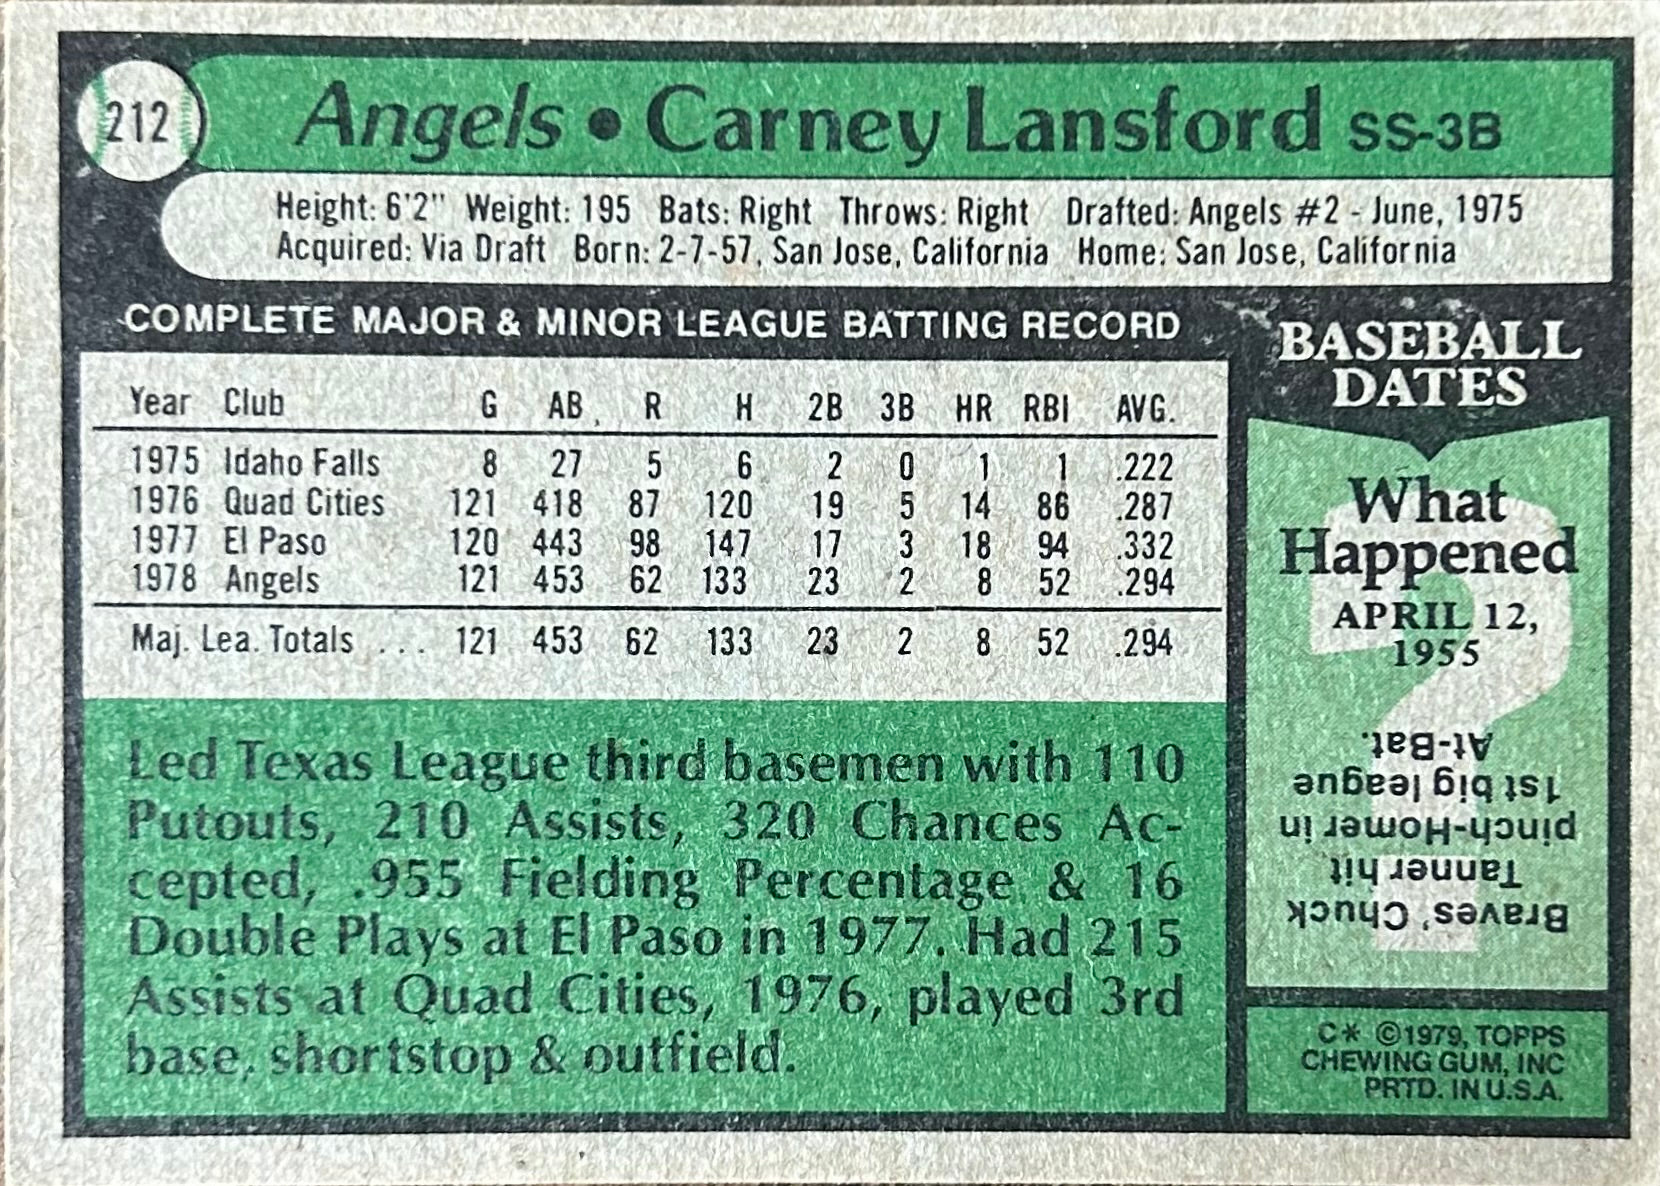 212
Angels • Carney Lansford SS-3B
Height: 6'2" Weight: 195 Bats: Right Throws: Right Drafted: Angels #2 - June, 1975
Acquired: Via Draft Born: 2-7-57, San Jose, California Home: San Jose, California
COMPLETE MAJOR & MINOR LEAGUE BATTING RECORD
Year Club G AB R H 2B 3B HR RBI AVG.
1975 Idaho Falls 8 27 5 6 2 0 1 1 .222
1976 Quad Cities 121 418 87 120 19 5 14 86 .287
1977 El Paso 120 443 98 147 17 3 18 94 .332
1978 Angels 121 453 62 133 23 2 8 52 .294
Maj. Lea. Totals ... 121 453 62 133 23 2 8 52 .294
Led Texas League third basemen with 110
Putouts, 210 Assists, 320 Chances Ac-
cepted, .955 Fielding Percentage & 16
Double Plays at El Paso in 1977. Had 215
Assists at Quad Cities, 1976, played 3rd
base, shortstop & outfield.
BASEBALL
DATES
What
Happened
APRIL 12,
1955
?
Braves' Chuck
Tanner hit
pinch-Homer in
1st big league
At-Bat.
C* ©1979, TOPPS
CHEWING GUM, INC
PRTD. IN U.S.A.